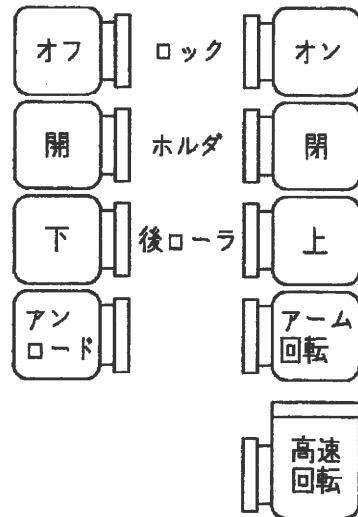 オフ ロック オン
開 ホルダ 閉
下 後ローラ 上
アン
ロード
アーム
回転
高速
回転